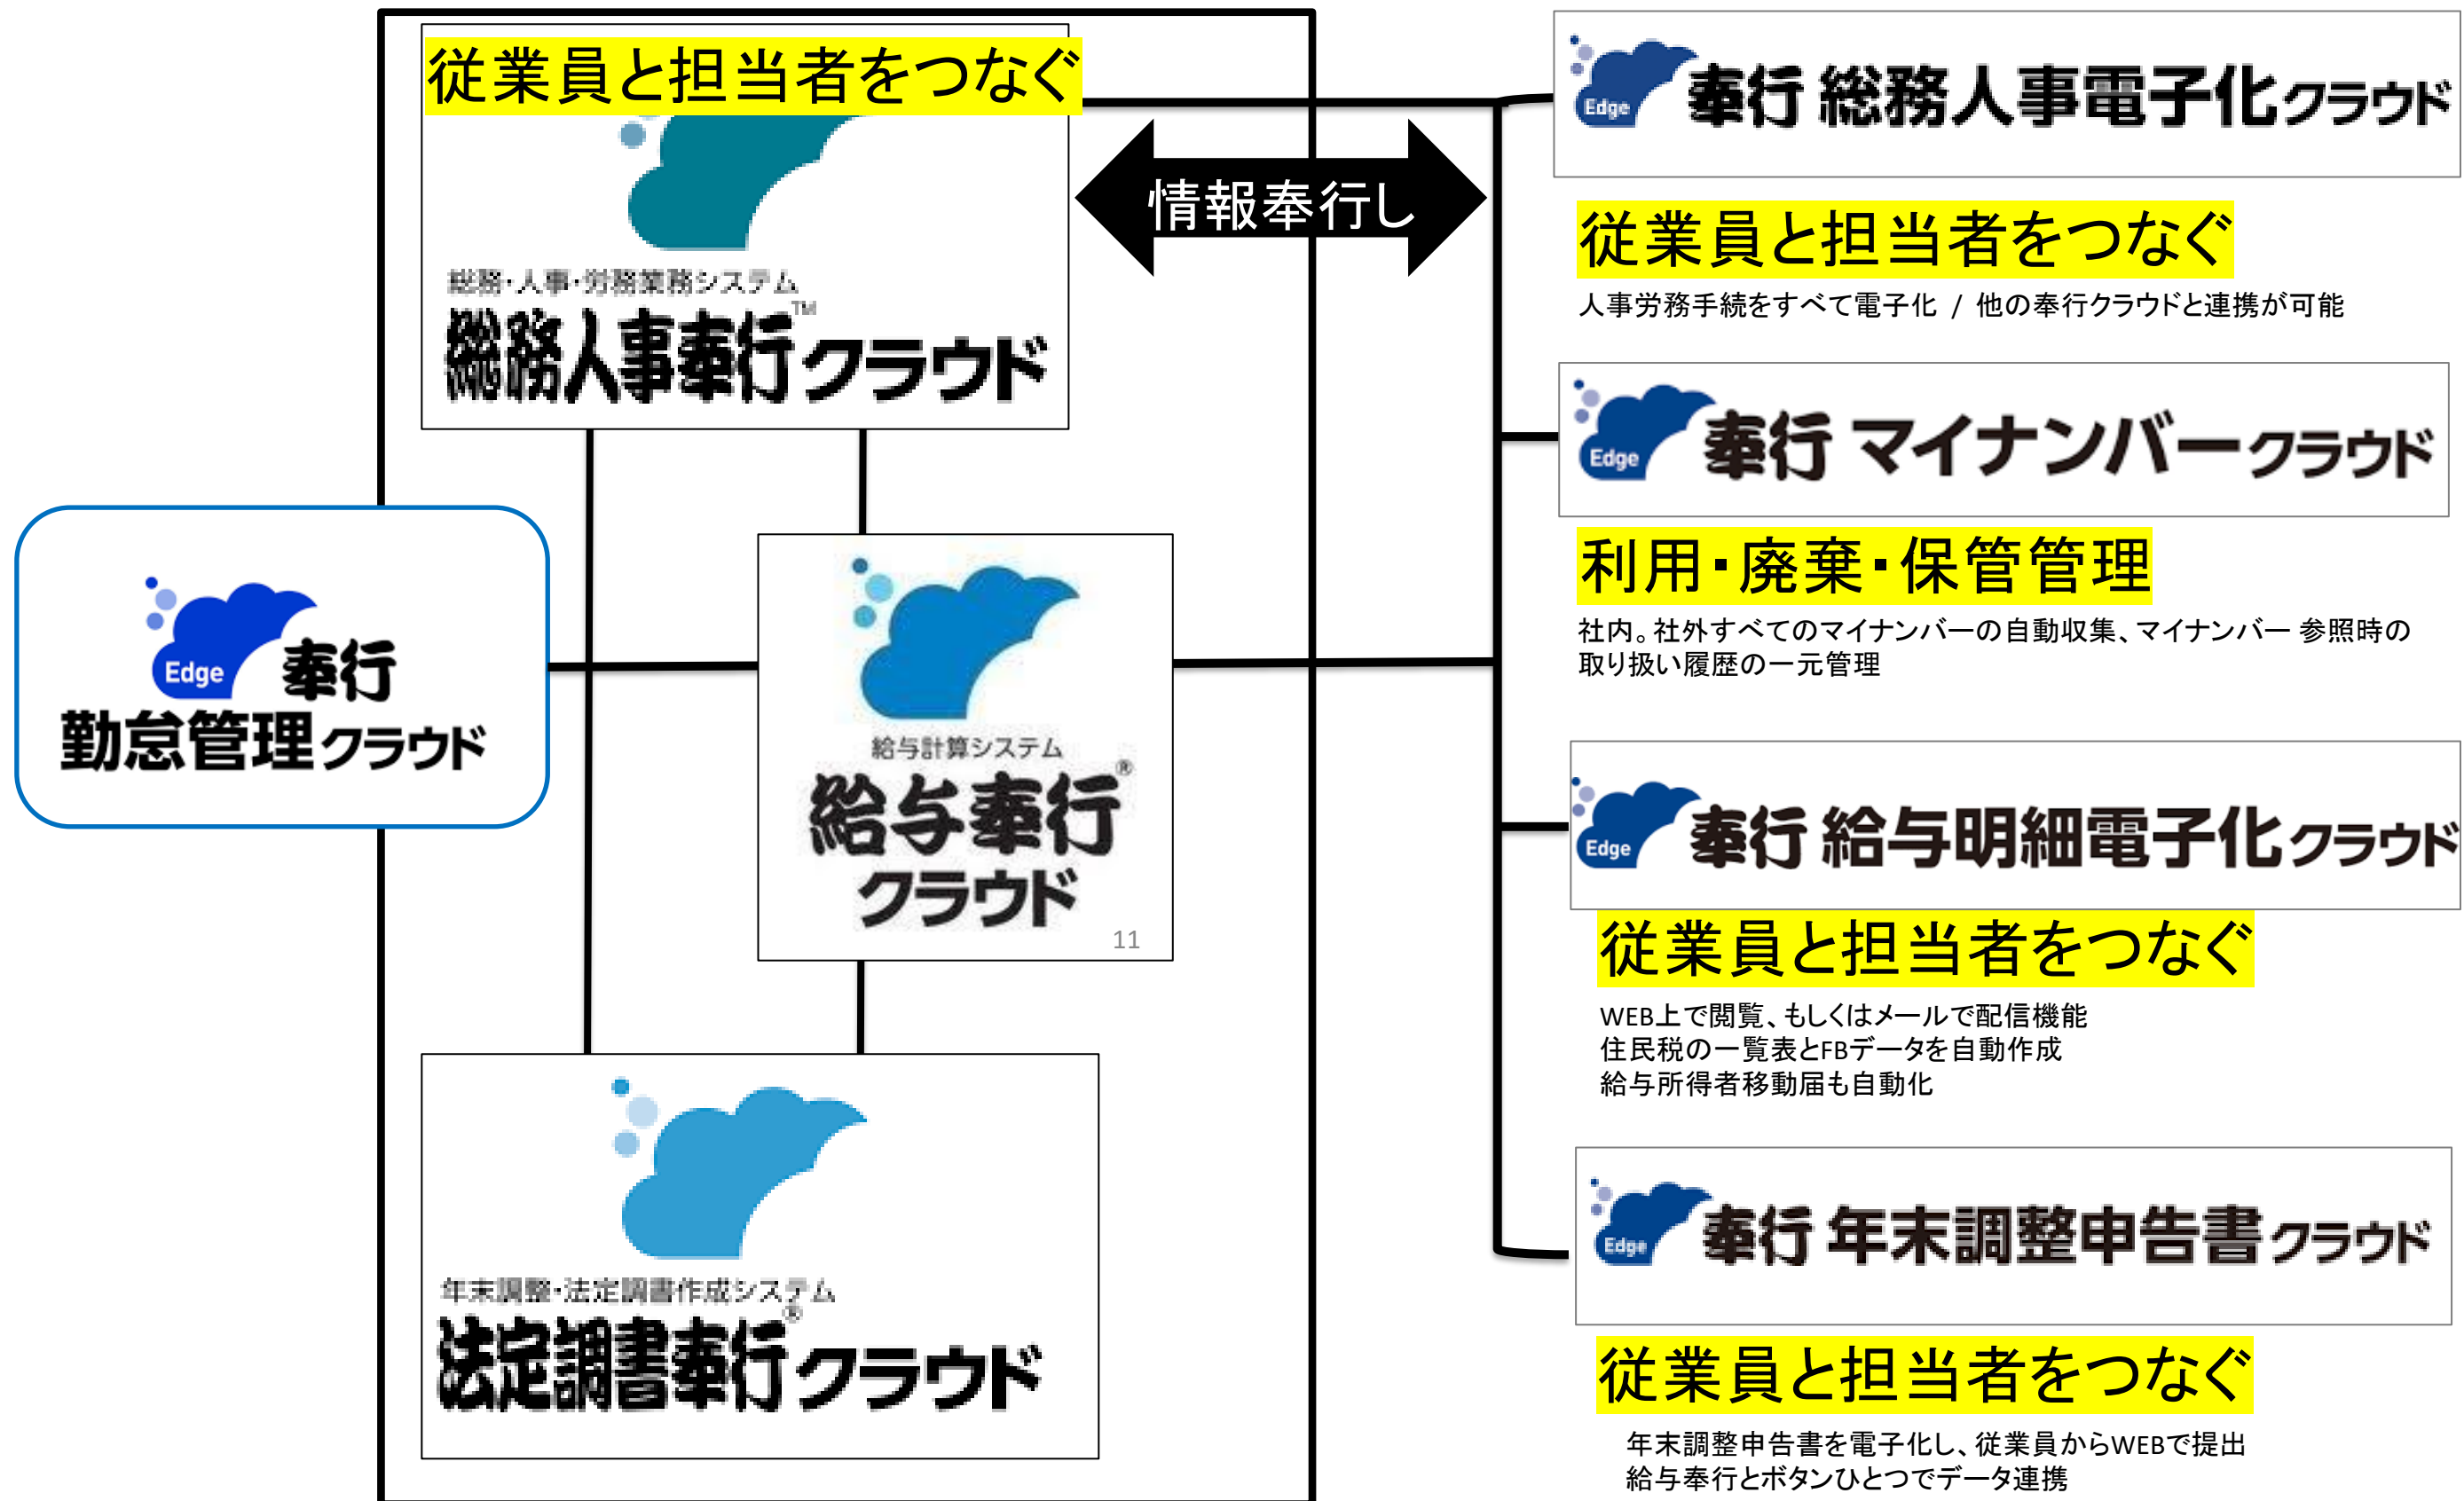 従業員と担当者をつなぐ
総務・人事・労務業務システム
総務人事奉行™クラウド
情報奉行し
Edge 奉行
勤怠管理クラウド
給与計算システム
給与奉行®
クラウド
11
年末調整・法定調書作成システム
法定調書奉行®クラウド
Edge 奉行 総務人事電子化クラウド
従業員と担当者をつなぐ
人事労務手続をすべて電子化 / 他の奉行クラウドと連携が可能
Edge 奉行 マイナンバークラウド
利用・廃棄・保管管理
社内。社外すべてのマイナンバーの自動収集、マイナンバー 参照時の
取り扱い履歴の一元管理
Edge 奉行 給与明細電子化クラウド
従業員と担当者をつなぐ
WEB上で閲覧、もしくはメールで配信機能
住民税の一覧表とFBデータを自動作成
給与所得者移動届も自動化
Edge 奉行 年末調整申告書クラウド
従業員と担当者をつなぐ
年末調整申告書を電子化し、従業員からWEBで提出
給与奉行とボタンひとつでデータ連携